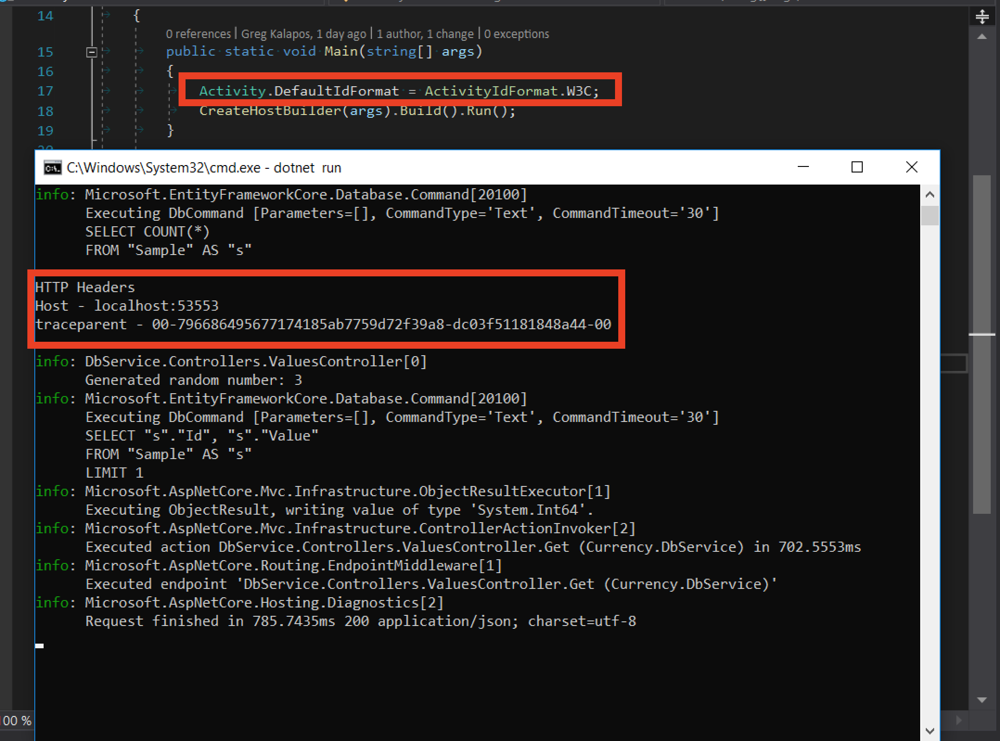 14 {
0 references | Greg Kalapos, 1 day ago | 1 author, 1 change | 0 exceptions
15 public static void Main(string[] args)
16 {
17 Activity.DefaultIdFormat = ActivityIdFormat.W3C;
18 CreateHostBuilder(args).Build().Run();
19 }
20
C:\Windows\System32\cmd.exe - dotnet  run
info: Microsoft.EntityFrameworkCore.Database.Command[20100]
Executing DbCommand [Parameters=[], CommandType='Text', CommandTimeout='30']
SELECT COUNT(*)
FROM "Sample" AS "s"
HTTP Headers
Host - localhost:53553
traceparent - 00-796686495677174185ab7759d72f39a8-dc03f51181848a44-00
info: DbService.Controllers.ValuesController[0]
Generated random number: 3
info: Microsoft.EntityFrameworkCore.Database.Command[20100]
Executing DbCommand [Parameters=[], CommandType='Text', CommandTimeout='30']
SELECT "s"."Id", "s"."Value"
FROM "Sample" AS "s"
LIMIT 1
info: Microsoft.AspNetCore.Mvc.Infrastructure.ObjectResultExecutor[1]
Executing ObjectResult, writing value of type 'System.Int64'.
info: Microsoft.AspNetCore.Mvc.Infrastructure.ControllerActionInvoker[2]
Executed action DbService.Controllers.ValuesController.Get (Currency.DbService) in 702.5553ms
info: Microsoft.AspNetCore.Routing.EndpointMiddleware[1]
Executed endpoint 'DbService.Controllers.ValuesController.Get (Currency.DbService)'
info: Microsoft.AspNetCore.Hosting.Diagnostics[2]
Request finished in 785.7435ms 200 application/json; charset=utf-8
00 %